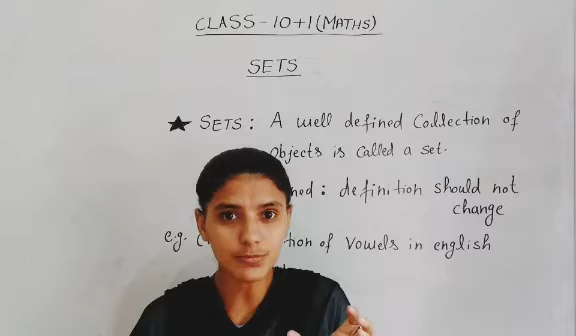 CLASS - 10+1 (MATHS)
SETS
★ SETS : A well defined Collection of
Objects is called a set.
ned : definition should not
change
e.g. tion of Vowels in english